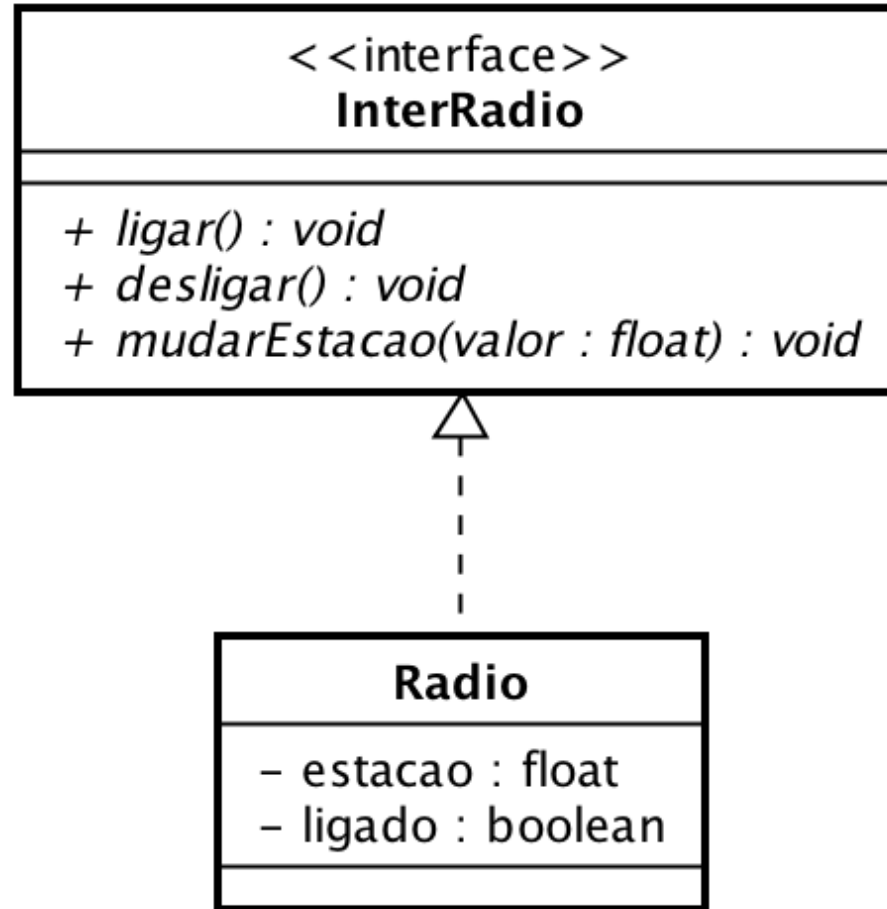 <<interface>>
InterRadio
+ ligar() : void
+ desligar() : void
+ mudarEstacao(valor : float) : void
Radio
– estacao : float
– ligado : boolean